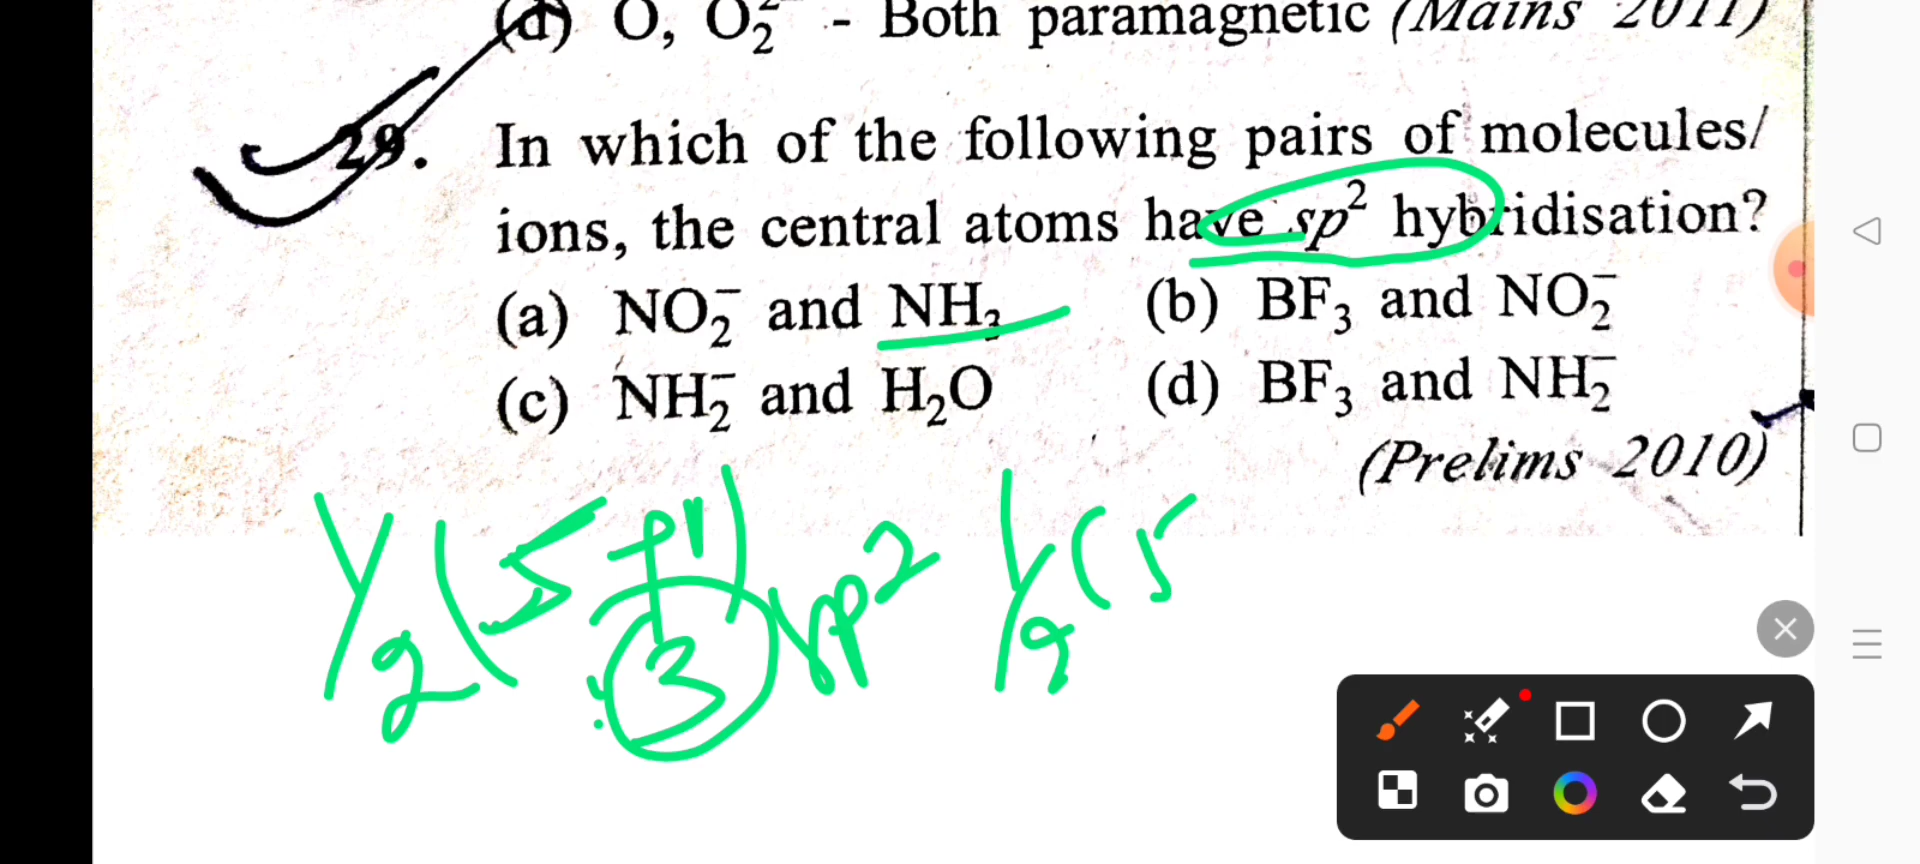 (d) O, O₂²⁻ - Both paramagnetic (Mains 2011)
29. In which of the following pairs of molecules/
ions, the central atoms have sp² hybridisation?
(a) NO₂⁻ and NH₃ (b) BF₃ and NO₂⁻
(c) NH₂⁻ and H₂O (d) BF₃ and NH₂⁻
(Prelims 2010)
1/2 (5+1) sp² 1/2 (5
3